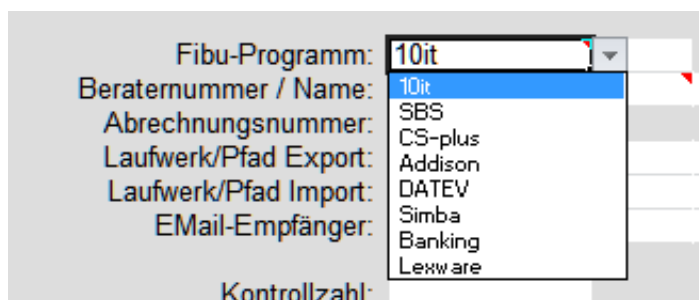 Fibu-Programm: 10it
10it
Beraternummer / Name:
SBS
Abrechnungsnummer:
CS-plus
Laufwerk/Pfad Export:
Addison
Laufwerk/Pfad Import:
DATEV
EMail-Empfänger:
Simba
Banking
Lexware
Kontrollzahl: